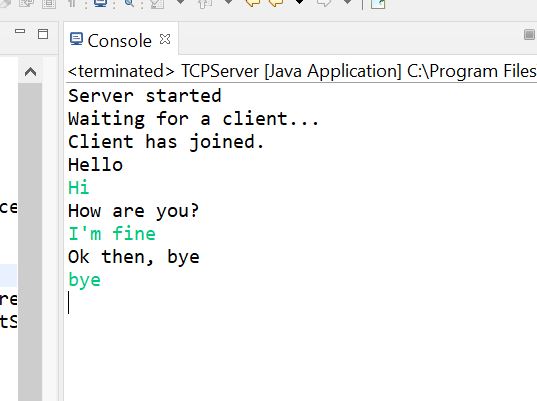 Console
<terminated> TCPServer [Java Application] C:\Program Files
Server started
Waiting for a client...
Client has joined.
Hello
Hi
How are you?
I'm fine
Ok then, bye
bye
ce
re
tS